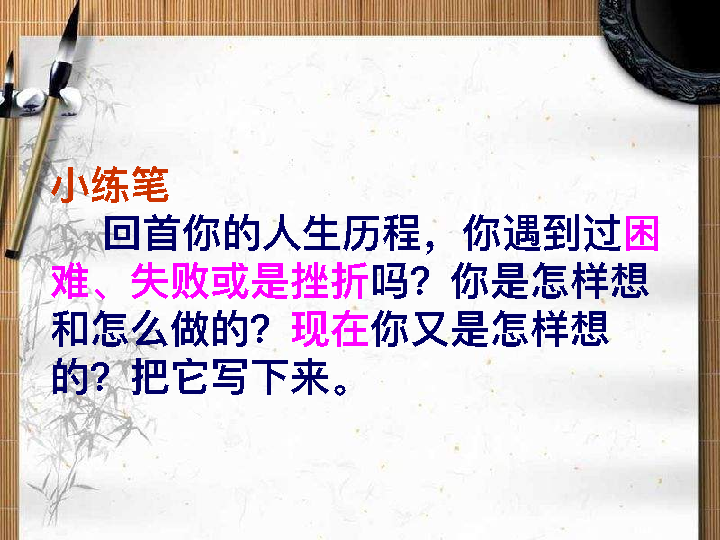 小练笔
回首你的人生历程，你遇到过困
难、失败或是挫折吗？你是怎样想
和怎么做的？现在你又是怎样想
的？把它写下来。